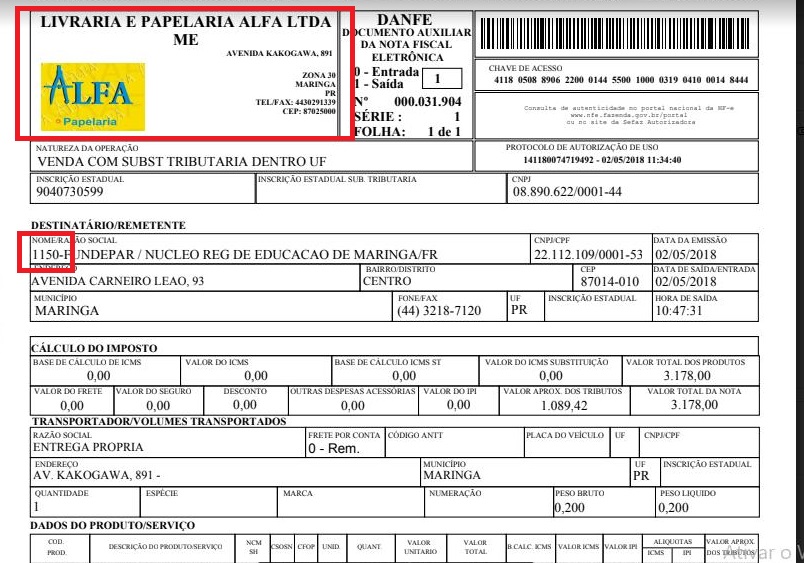 LIVRARIA E PAPELARIA ALFA LTDA
ME
AVENIDA KAKOGAWA, 891
ZONA 30
MARINGA
PR
TEL/FAX: 4430291339
CEP: 87025000
ALFA
Papelaria
DANFE
DOCUMENTO AUXILIAR
DA NOTA FISCAL
ELETRÔNICA
0 - Entrada
1 - Saída
1
Nº 000.031.904
SÉRIE : 1
FOLHA: 1 de 1
CHAVE DE ACESSO
4118 0508 8906 2200 0144 5500 1000 0319 0410 0014 8444
Consulta de autenticidade no portal nacional da NF-e
www.nfe.fazenda.gov.br/portal
ou no site da Sefaz Autorizadora
NATUREZA DA OPERAÇÃO
VENDA COM SUBST TRIBUTARIA DENTRO UF
PROTOCOLO DE AUTORIZAÇÃO DE USO
141180074719492 - 02/05/2018 11:34:40
INSCRIÇÃO ESTADUAL INSCRIÇÃO ESTADUAL SUB. TRIBUTARIA CNPJ
9040730599 08.890.622/0001-44
DESTINATÁRIO/REMETENTE
NOME/RAZÃO SOCIAL CNPJ/CPF DATA DA EMISSÃO
1150-FUNDEPAR / NUCLEO REG DE EDUCACAO DE MARINGA/FR 22.112.109/0001-53 02/05/2018
ENDEREÇO BAIRRO/DISTRITO CEP DATA DE SAÍDA/ENTRADA
AVENIDA CARNEIRO LEAO, 93 CENTRO 87014-010 02/05/2018
MUNICÍPIO FONE/FAX UF INSCRIÇÃO ESTADUAL HORA DE SAÍDA
MARINGA (44) 3218-7120 PR 10:47:31
CÁLCULO DO IMPOSTO
BASE DE CÁLCULO DE ICMS VALOR DO ICMS BASE DE CÁLCULO ICMS ST VALOR DO ICMS SUBSTITUIÇÃO VALOR TOTAL DOS PRODUTOS
0,00 0,00 0,00 0,00 3.178,00
VALOR DO FRETE VALOR DO SEGURO DESCONTO OUTRAS DESPESAS ACESSÓRIAS VALOR DO IPI VALOR APROX. DOS TRIBUTOS VALOR TOTAL DA NOTA
0,00 0,00 0,00 0,00 0,00 1.089,42 3.178,00
TRANSPORTADOR/VOLUMES TRANSPORTADOS
RAZÃO SOCIAL FRETE POR CONTA CÓDIGO ANTT PLACA DO VEÍCULO UF CNPJ/CPF
ENTREGA PROPRIA 0 - Rem.
ENDEREÇO MUNICÍPIO UF INSCRIÇÃO ESTADUAL
AV. KAKOGAWA, 891 - MARINGA PR
QUANTIDADE ESPÉCIE MARCA NUMERAÇÃO PESO BRUTO PESO LIQUIDO
1 0,200 0,200
DADOS DO PRODUTO/SERVIÇO
COD. PROD. DESCRIÇÃO DO PRODUTO/SERVIÇO NCM SH CSOSN CFOP UNID. QUANT VALOR UNITARIO VALOR TOTAL B.CALC. ICMS VALOR ICMS VALOR IPI ALIQUOTAS ICMS IPI VALOR APROX. DOS TRIBUTOS
Ativar o